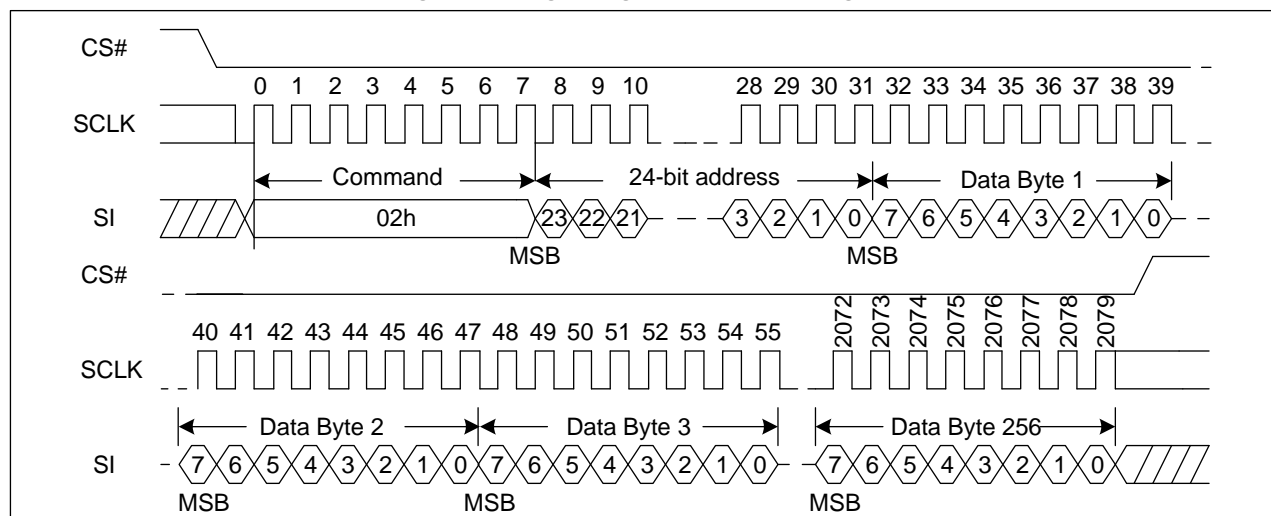 CS#
0 1 2 3 4 5 6 7 8 9 10 28 29 30 31 32 33 34 35 36 37 38 39
SCLK
Command 24-bit address Data Byte 1
SI 02h 23 22 21 3 2 1 0 7 6 5 4 3 2 1 0
MSB MSB
CS#
40 41 42 43 44 45 46 47 48 49 50 51 52 53 54 55 2072 2073 2074 2075 2076 2077 2078 2079
SCLK
Data Byte 2 Data Byte 3 Data Byte 256
SI 7 6 5 4 3 2 1 0 7 6 5 4 3 2 1 0 7 6 5 4 3 2 1 0
MSB MSB MSB